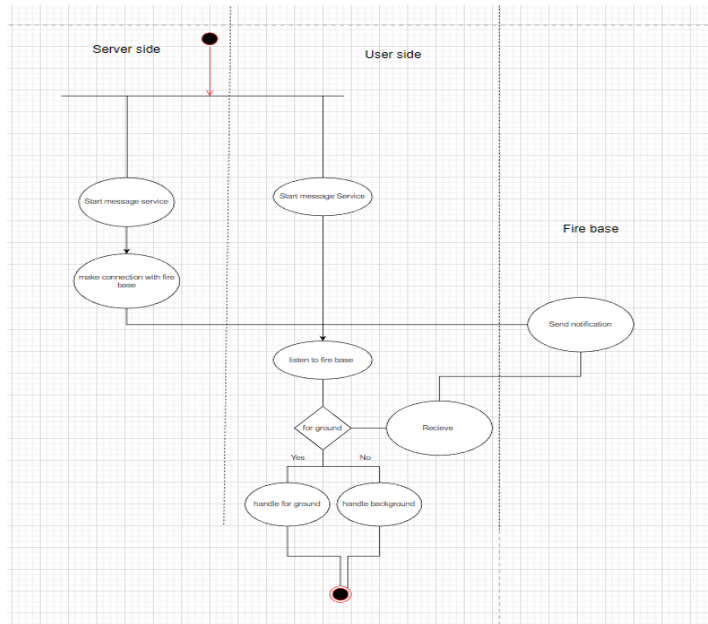 Server side
User side
Start message service
Start message Service
Fire base
make connection with fire
base
Send notification
listen to fire base
for ground
Recieve
Yes
No
handle for ground
handle background